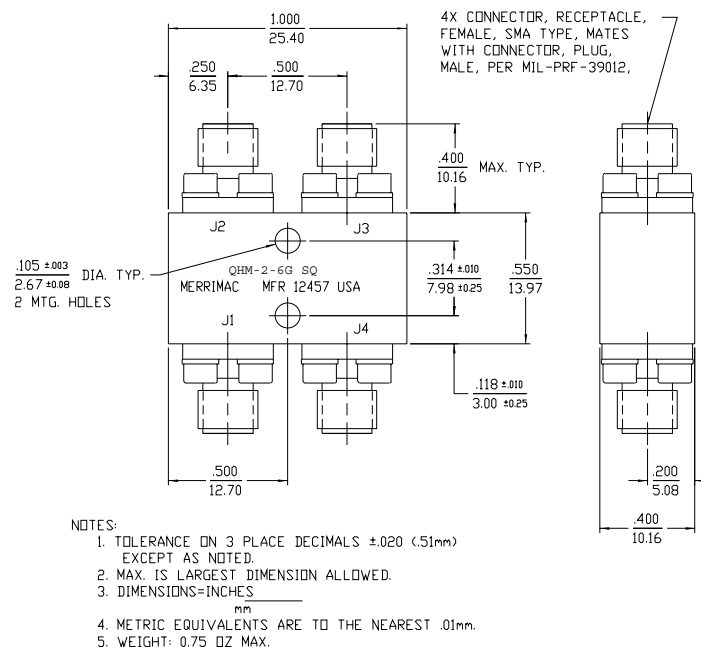 1.000
25.40
4X CONNECTOR, RECEPTACLE,
FEMALE, SMA TYPE, MATES
WITH CONNECTOR, PLUG,
MALE, PER MIL-PRF-39012,
.250
6.35
.500
12.70
.400
10.16
MAX. TYP.
J2
J3
.105 ±.003
2.67 ±0.08
DIA. TYP.
2 MTG. HOLES
QHM-2-6G SQ
MERRIMAC MFR 12457 USA
.314 ±.010
7.98 ±0.25
.550
13.97
J1
J4
.118 ±.010
3.00 ±0.25
.500
12.70
.200
5.08
.400
10.16
NOTES:
1. TOLERANCE ON 3 PLACE DECIMALS ±.020 (.51mm)
EXCEPT AS NOTED.
2. MAX. IS LARGEST DIMENSION ALLOWED.
3. DIMENSIONS=INCHES
mm
4. METRIC EQUIVALENTS ARE TO THE NEAREST .01mm.
5. WEIGHT: 0.75 OZ MAX.